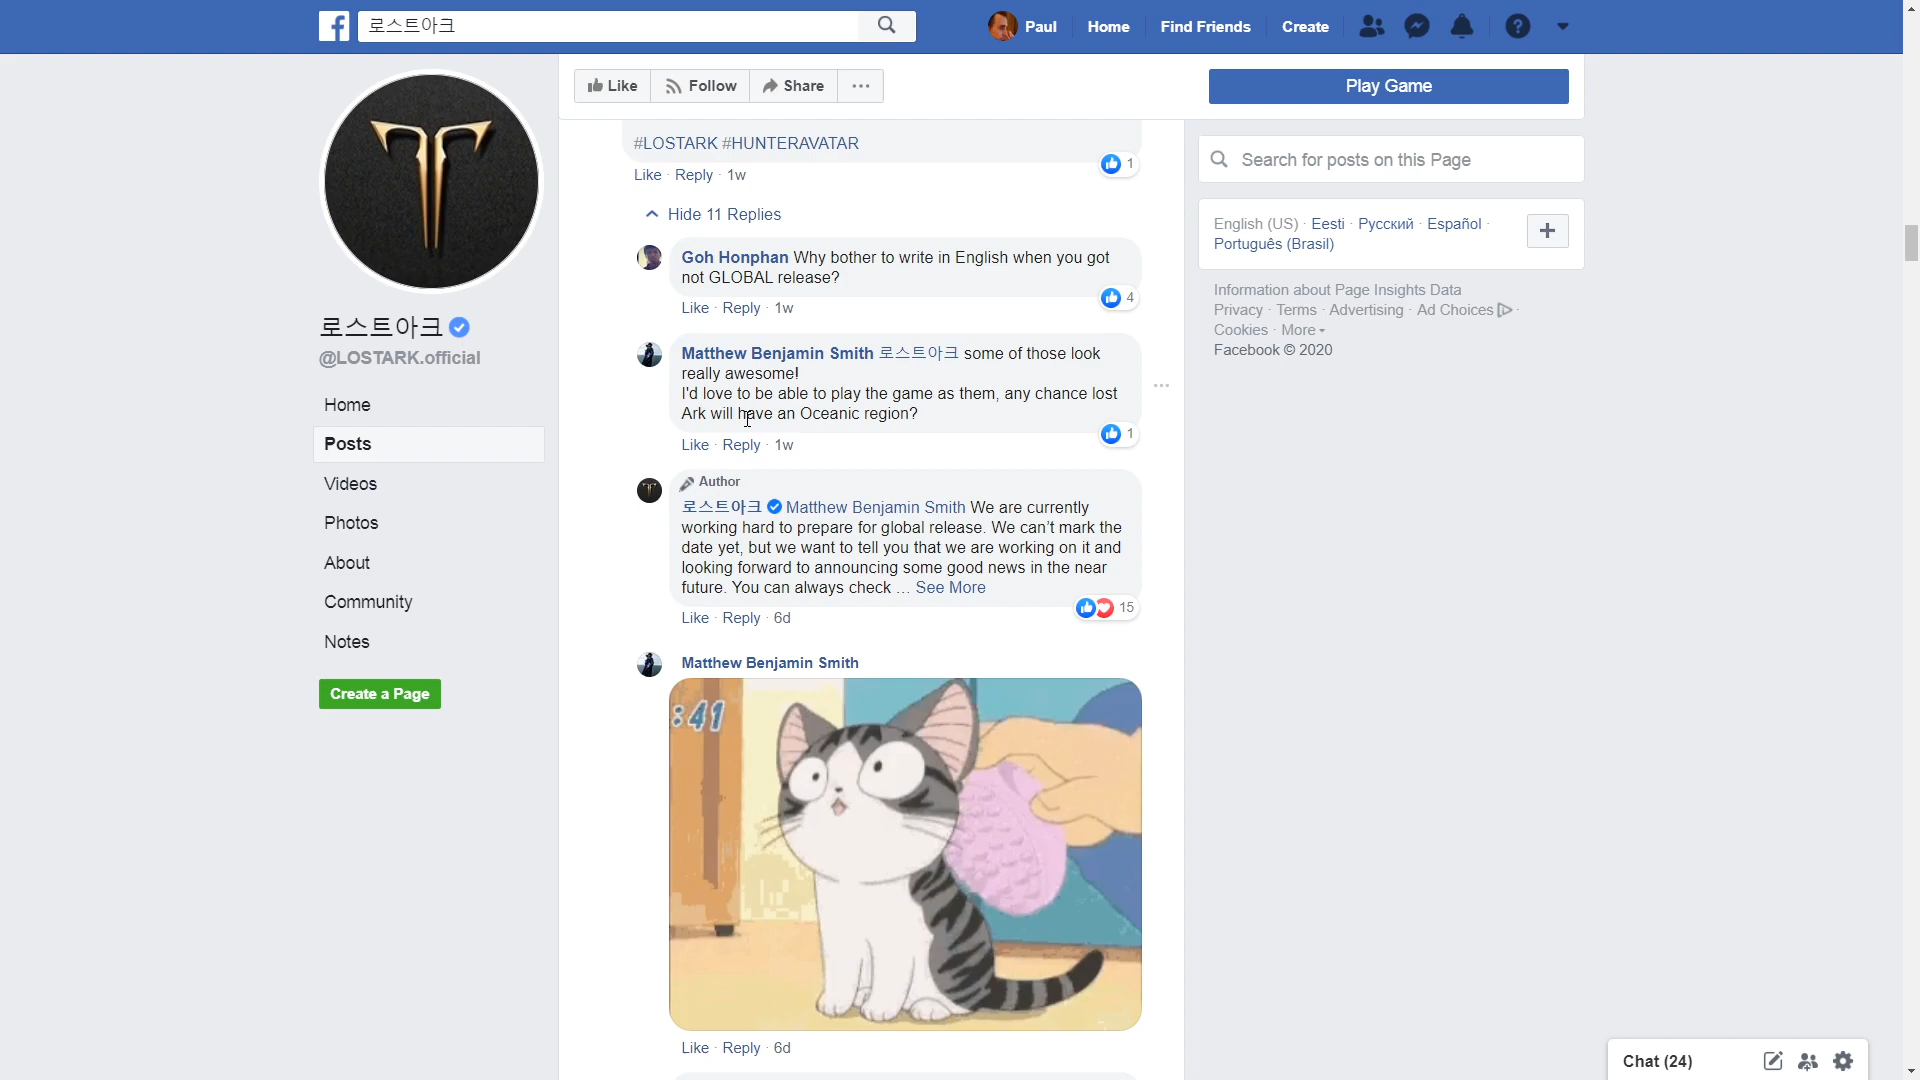 로스트아크
Paul
Home
Find Friends
Create
로스트아크
@LOSTARK.official
Home
Posts
Videos
Photos
About
Community
Notes
Create a Page
Like
Follow
Share
Play Game
#LOSTARK #HUNTERAVATAR
1
Like · Reply · 1w
Hide 11 Replies
Goh Honphan Why bother to write in English when you got
not GLOBAL release?
4
Like · Reply · 1w
Matthew Benjamin Smith 로스트아크 some of those look
really awesome!
I'd love to be able to play the game as them, any chance lost
Ark will have an Oceanic region?
1
Like · Reply · 1w
Author
로스트아크 Matthew Benjamin Smith We are currently
working hard to prepare for global release. We can't mark the
date yet, but we want to tell you that we are working on it and
looking forward to announcing some good news in the near
future. You can always check ... See More
15
Like · Reply · 6d
Matthew Benjamin Smith
:41
Like · Reply · 6d
Search for posts on this Page
English (US) · Eesti · Русский · Español ·
Português (Brasil)
Information about Page Insights Data
Privacy · Terms · Advertising · Ad Choices ·
Cookies · More
Facebook © 2020
Chat (24)